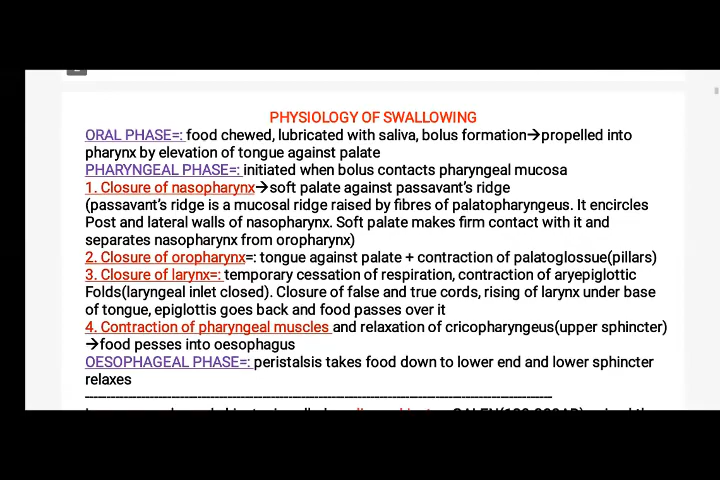 PHYSIOLOGY OF SWALLOWING
ORAL PHASE=: food chewed, lubricated with saliva, bolus formation→propelled into
pharynx by elevation of tongue against palate
PHARYNGEAL PHASE=: initiated when bolus contacts pharyngeal mucosa
1. Closure of nasopharynx→soft palate against passavant's ridge
(passavant's ridge is a mucosal ridge raised by fibres of palatopharyngeus. It encircles
Post and lateral walls of nasopharynx. Soft palate makes firm contact with it and
separates nasopharynx from oropharynx)
2. Closure of oropharynx=: tongue against palate + contraction of palatoglossue(pillars)
3. Closure of larynx=: temporary cessation of respiration, contraction of aryepiglottic
Folds(laryngeal inlet closed). Closure of false and true cords, rising of larynx under base
of tongue, epiglottis goes back and food passes over it
4. Contraction of pharyngeal muscles and relaxation of cricopharyngeus(upper sphincter)
→food pesses into oesophagus
OESOPHAGEAL PHASE=: peristalsis takes food down to lower end and lower sphincter
relaxes